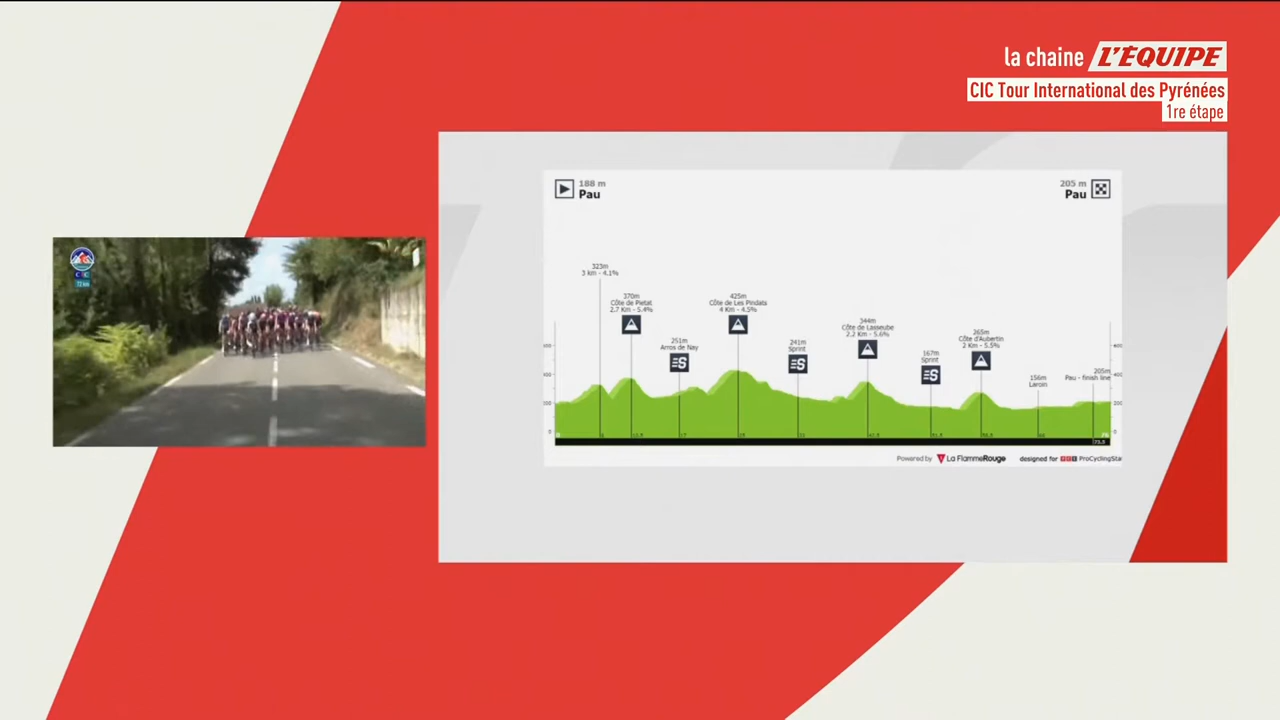 la chaine L'ÉQUIPE
CIC Tour International des Pyrénées
1re étape
188 m
Pau
205 m
Pau
323m
3 km - 4.1%
370m
Côte de Pietat
2.7 Km - 5.4%
251m
Arros de Nay
425m
Côte de Les Pindats
4 Km - 4.5%
241m
Sprint
344m
Côte de Lasseube
2.2 Km - 5.6%
167m
Sprint
265m
Côte d'Aubertin
2 Km - 5.5%
156m
Laroin
205m
Pau - finish line
Powered by La FlammeRouge
designed for ProCyclingSta